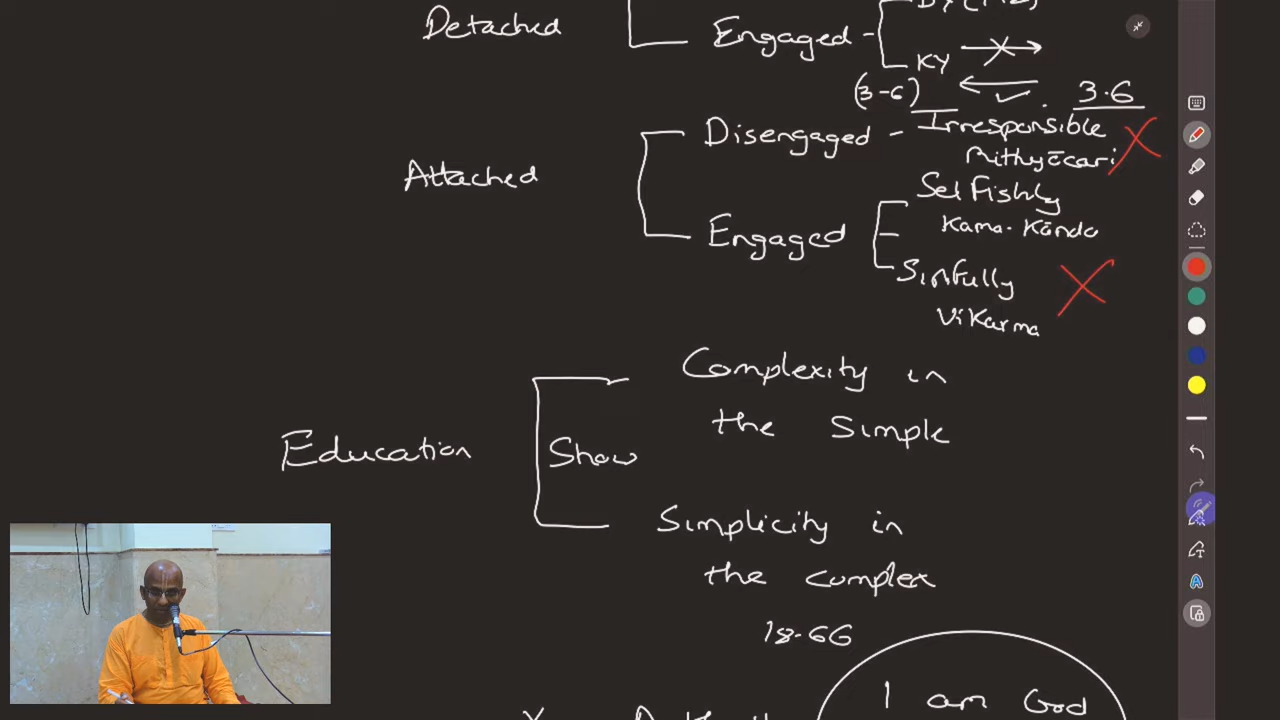 Detached
Engaged
KY
(3-6)
3.6
Disengaged - Irresponsible
Mithyācari
Attached
Selfishly
Kama-Kānda
Engaged
Sinfully
Vikarma
Complexity in
the Simple
Education
Show
Simplicity in
the complex
18-66
I am God